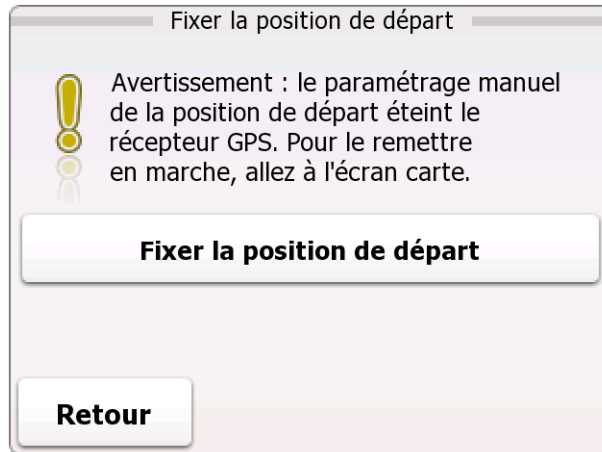 Fixer la position de départ
Avertissement : le paramétrage manuel
de la position de départ éteint le
récepteur GPS. Pour le remettre
en marche, allez à l'écran carte.
Fixer la position de départ
Retour